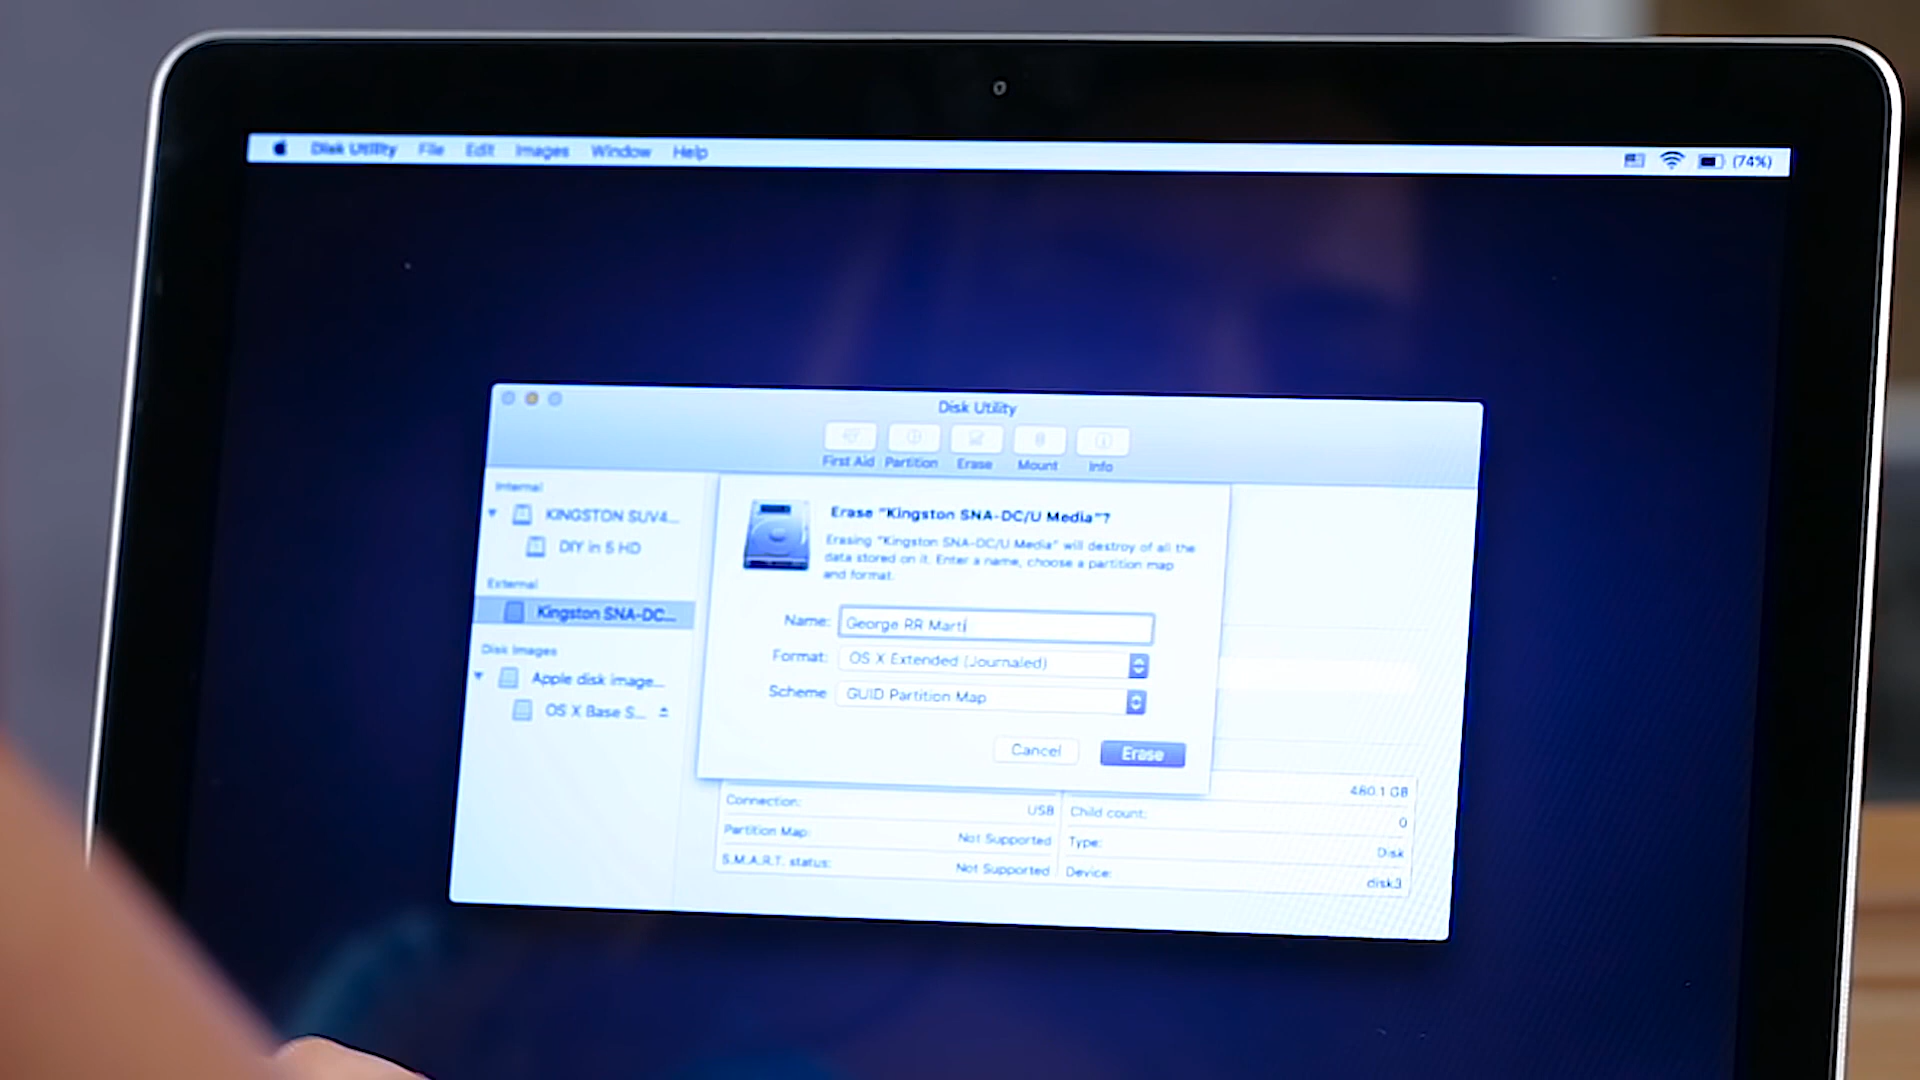 Disk Utility File Edit Images Window Help (74%)
Disk Utility
First Aid Partition Erase Mount Info
Internal
KINGSTON SUV4...
DIY in 5 HD
External
Kingston SNA-DC...
Disk Images
Apple disk image...
OS X Base S...
Erase "Kingston SNA-DC/U Media"?
Erasing "Kingston SNA-DC/U Media" will destroy of all the
data stored on it. Enter a name, choose a partition map
and format.
Name: George RR Marti
Format: OS X Extended (Journaled)
Scheme GUID Partition Map
Cancel Erase
480.1 GB
Connection: USB Child count: 0
Partition Map: Not Supported Type: Disk
S.M.A.R.T. status: Not Supported Device: disk3